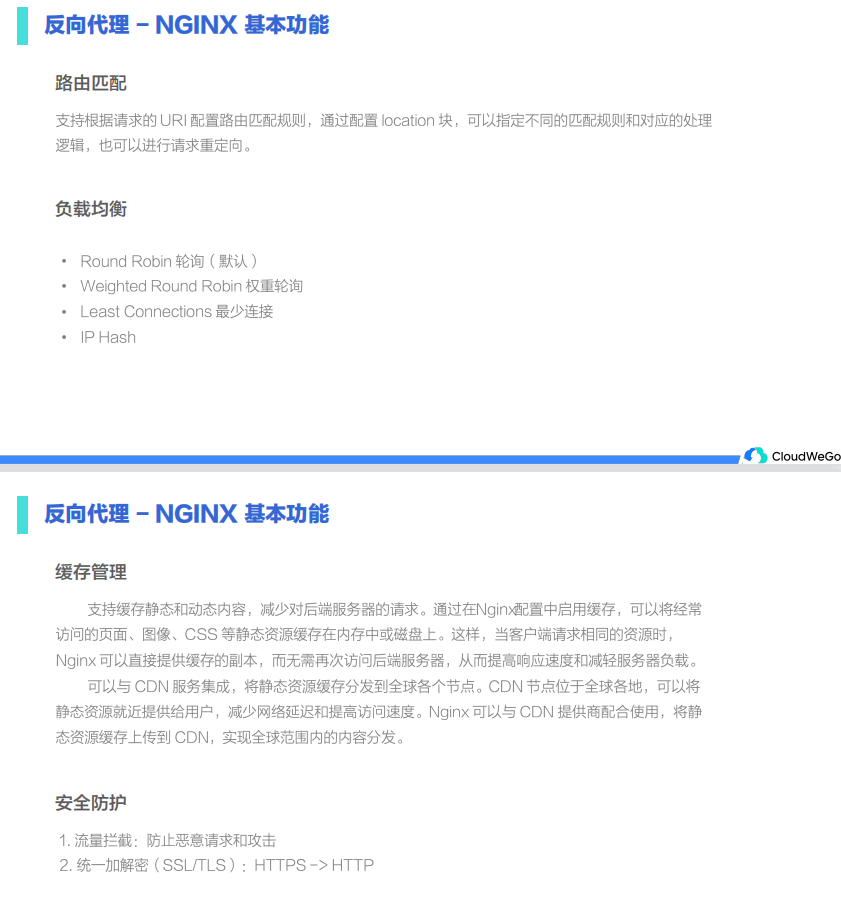 反向代理 – NGINX 基本功能
路由匹配
支持根据请求的 URI 配置路由匹配规则，通过配置 location 块，可以指定不同的匹配规则和对应的处理
逻辑，也可以进行请求重定向。
负载均衡
• Round Robin 轮询（默认）
• Weighted Round Robin 权重轮询
• Least Connections 最少连接
• IP Hash
CloudWeGo
反向代理 – NGINX 基本功能
缓存管理
支持缓存静态和动态内容，减少对后端服务器的请求。通过在Nginx配置中启用缓存，可以将经常
访问的页面、图像、CSS 等静态资源缓存在内存中或磁盘上。这样，当客户端请求相同的资源时，
Nginx 可以直接提供缓存的副本，而无需再次访问后端服务器，从而提高响应速度和减轻服务器负载。
可以与 CDN 服务集成，将静态资源缓存分发到全球各个节点。CDN 节点位于全球各地，可以将
静态资源就近提供给用户，减少网络延迟和提高访问速度。Nginx 可以与 CDN 提供商配合使用，将静
态资源缓存上传到 CDN，实现全球范围内的内容分发。
安全防护
1. 流量拦截：防止恶意请求和攻击
2. 统一加解密（SSL/TLS）：HTTPS –> HTTP